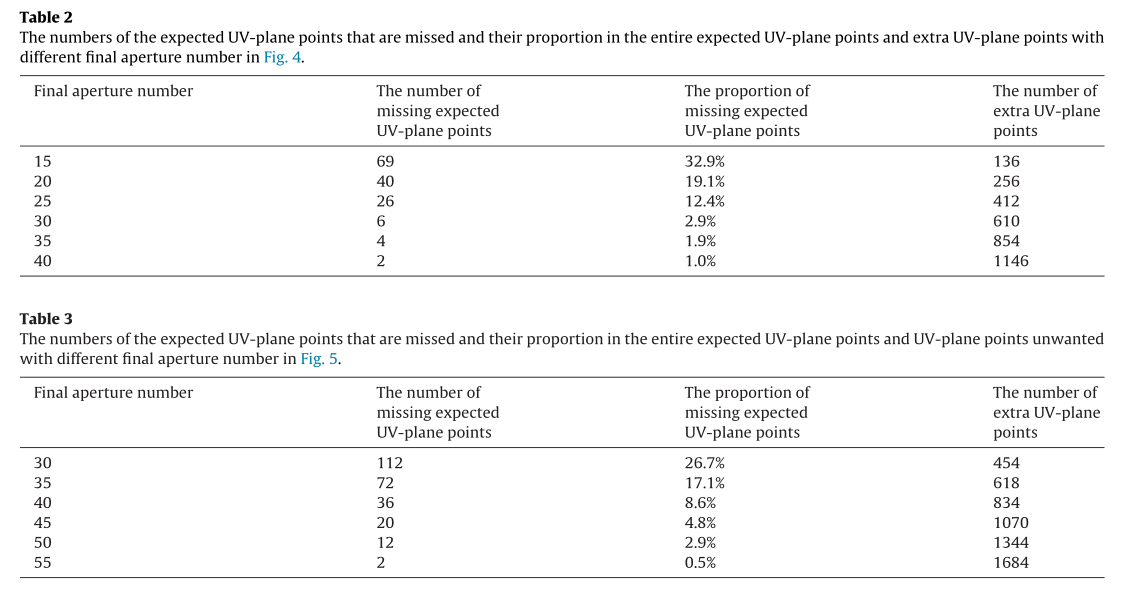 Table 2
The numbers of the expected UV-plane points that are missed and their proportion in the entire expected UV-plane points and extra UV-plane points with
different final aperture number in Fig. 4.
Final aperture number The number of missing expected UV-plane points The proportion of missing expected UV-plane points The number of extra UV-plane points
15 69 32.9% 136
20 40 19.1% 256
25 26 12.4% 412
30 6 2.9% 610
35 4 1.9% 854
40 2 1.0% 1146
Table 3
The numbers of the expected UV-plane points that are missed and their proportion in the entire expected UV-plane points and UV-plane points unwanted
with different final aperture number in Fig. 5.
Final aperture number The number of missing expected UV-plane points The proportion of missing expected UV-plane points The number of extra UV-plane points
30 112 26.7% 454
35 72 17.1% 618
40 36 8.6% 834
45 20 4.8% 1070
50 12 2.9% 1344
55 2 0.5% 1684